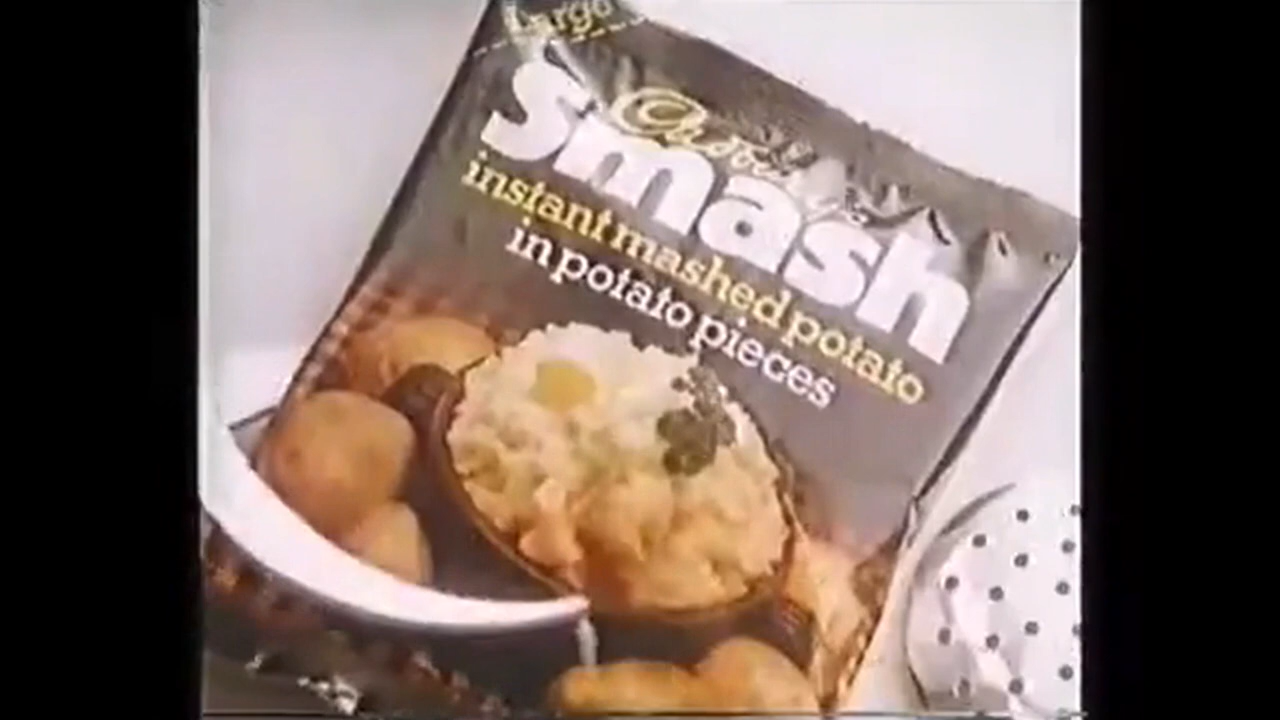 Large
smash
instant mashed potato
in potato pieces